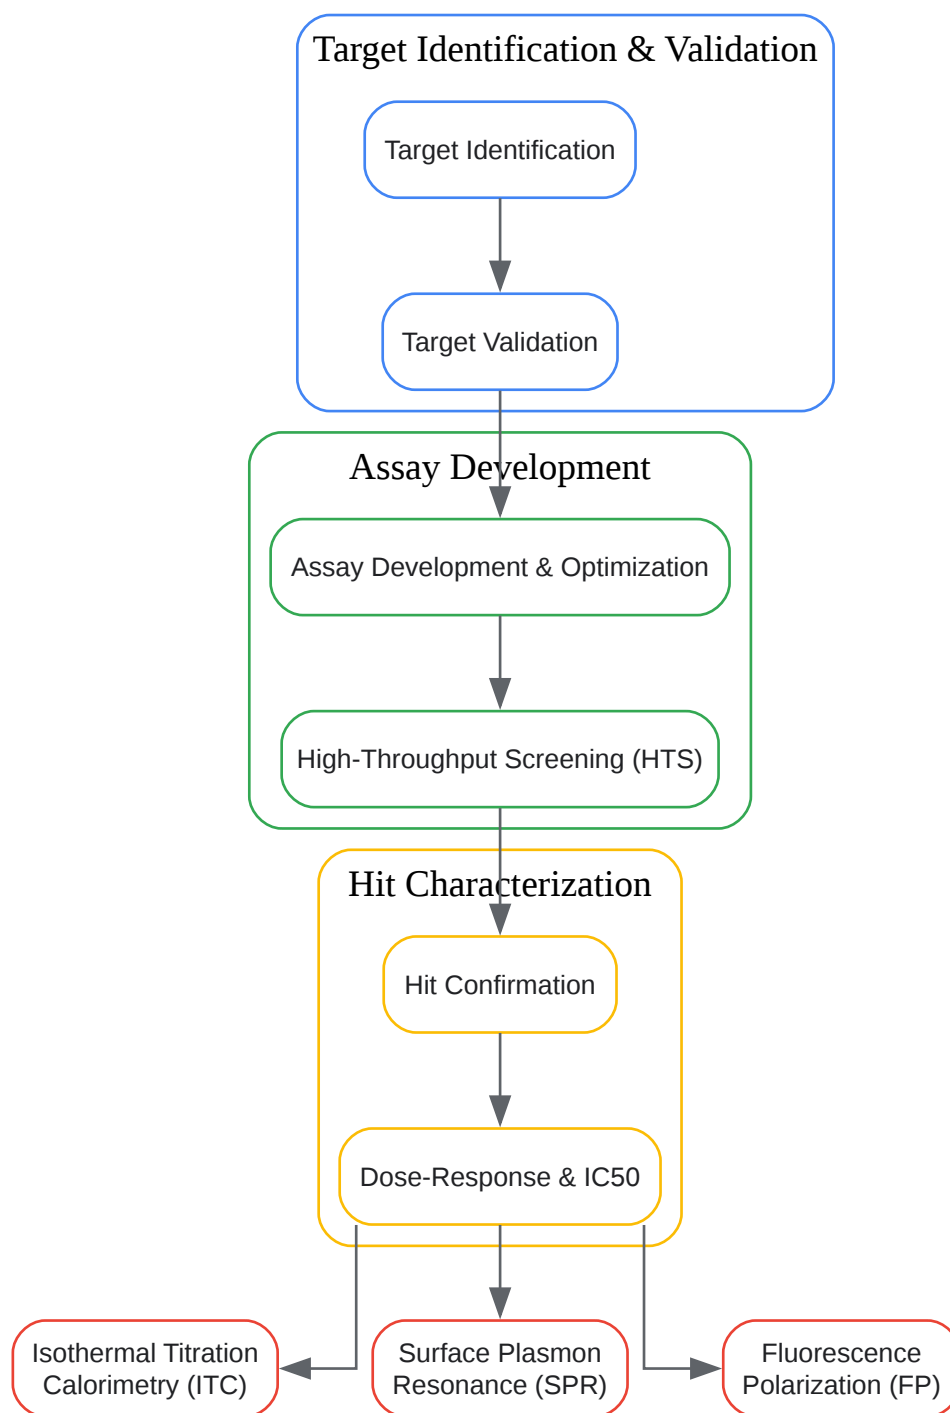 Target Identification & Validation
Target Identification
Target Validation
Assay Development
Assay Development & Optimization
High-Throughput Screening (HTS)
Hit Characterization
Hit Confirmation
Dose-Response & IC50
Isothermal Titration
Calorimetry (ITC)
Surface Plasmon
Resonance (SPR)
Fluorescence
Polarization (FP)